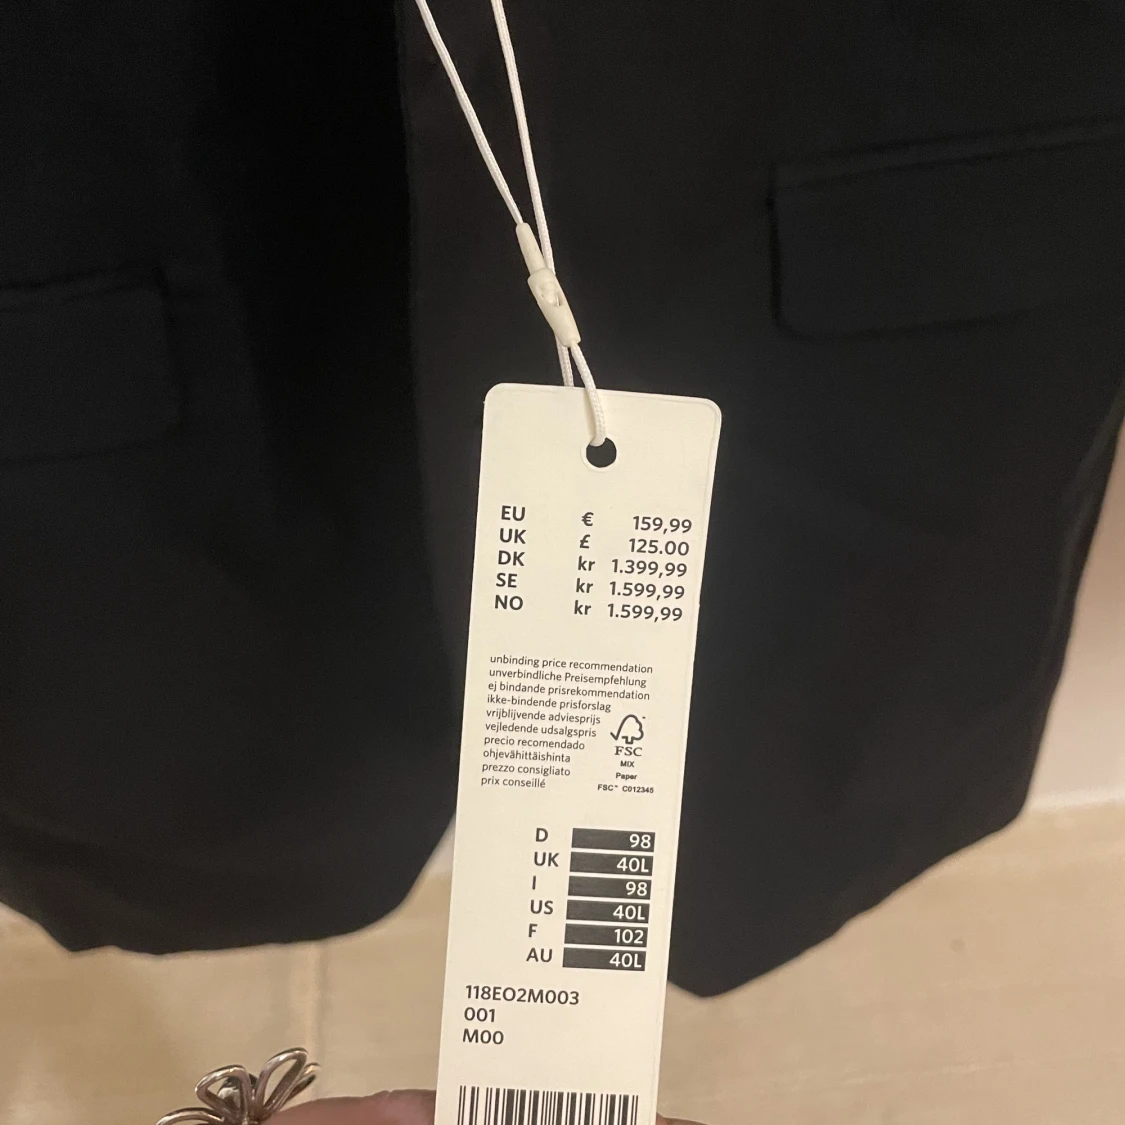 EU € 159,99
UK £ 125.00
DK kr 1.399,99
SE kr 1.599,99
NO kr 1.599,99
unbinding price recommendation
unverbindliche Preisempfehlung
ej bindande prisrekommendation
ikke-bindende prisforslag
vrijblijvende adviesprijs
vejledende udsalgspris
precio recomendado
ohjevähittäishinta
prezzo consigliato
prix conseillé
FSC
MIX
Paper
FSC™ C012345
D 98
UK 40L
I 98
US 40L
F 102
AU 40L
118EO2M003
001
M00